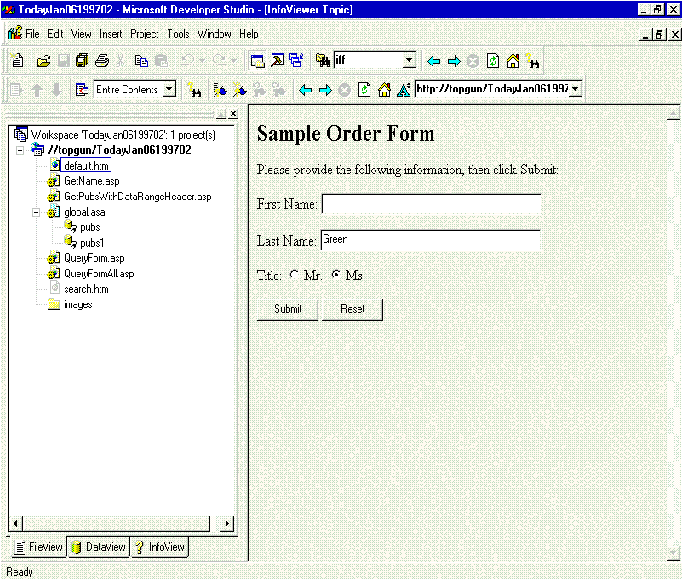 TodayJan06199702 - Microsoft Developer Studio - [InfoViewer Topic]
File Edit View Insert Project Tools Window Help
iff
Entire Contents
http://topgun/TodayJan0619970
Workspace 'TodayJan06199702': 1 project(s)
//topgun/TodayJan06199702
default.htm
GetName.asp
GetPubsWithDataRangeHeader.asp
global.asa
pubs
pubs1
QueryForm.asp
QueryFormAll.asp
search.htm
images
FileView DataView InfoView
Sample Order Form
Please provide the following information, then click Submit:
First Name:
Last Name: Green
Title: Mr. Ms.
Submit Reset
Ready